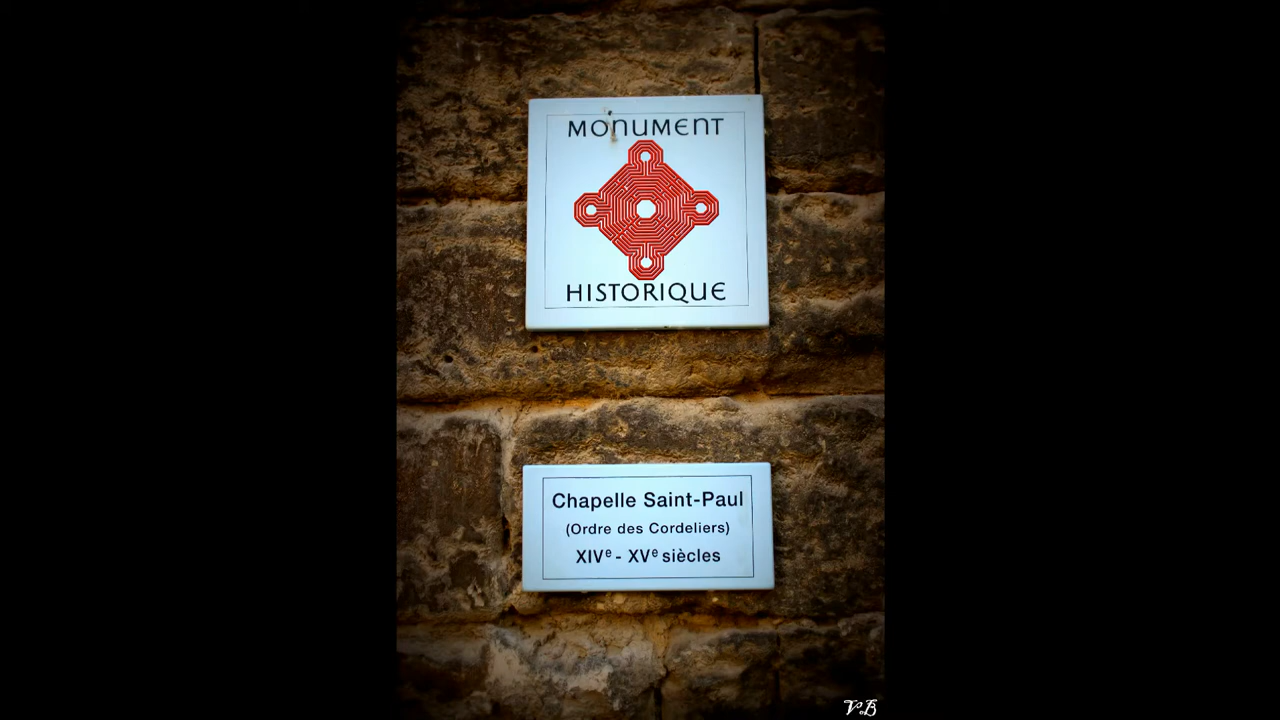 MONUMENT
HISTORIQUE
Chapelle Saint-Paul
(Ordre des Cordeliers)
XIVe - XVe siècles
V.B